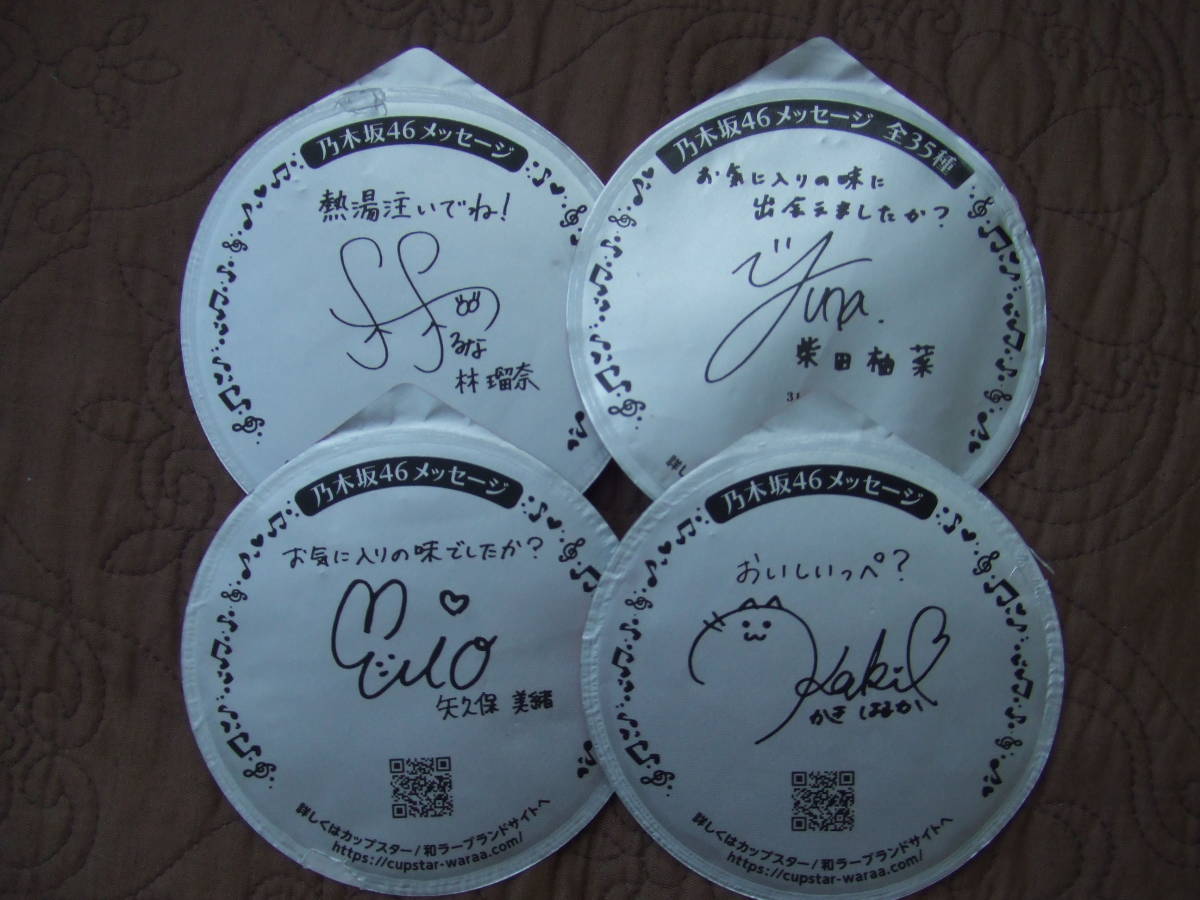 乃木坂46メッセージ
熱湯注いでね!
るな
林瑠奈
乃木坂46メッセージ 全35種
お気に入りの味に
出会えましたか?
Yuna.
柴田柚菜
31
詳し
乃木坂46メッセージ
お気に入りの味でしたか?
Mio
矢久保 美緒
詳しくはカップスター/和ラーブランドサイトへ
https://cupstar-waraa.com/
乃木坂46メッセージ
おいしいっぺ?
Kaki
かき はるか
詳しくはカップスター/和ラーブランドサイトへ
https://cupstar-waraa.com/